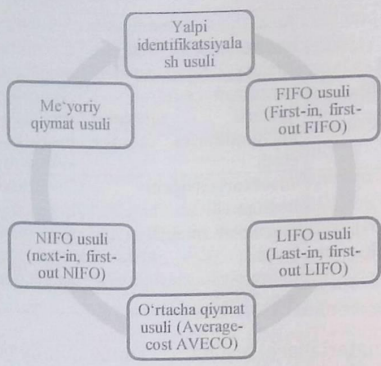 Yalpi
identifikatsiyala
sh usuli
FIFO usuli
(First-in, first-
out FIFO)
LIFO usuli
(Last-in, first-
out LIFO)
O‘rtacha qiymat
usuli (Average-
cost AVECO)
NIFO usuli
(next-in, first-
out NIFO)
Me‘yoriy
qiymat usuli